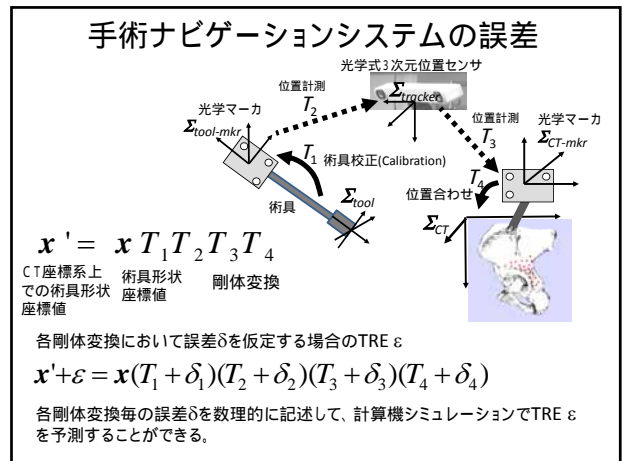 手術ナビゲーションシステムの誤差
光学式3次元位置センサ
位置計測
T2
Σtracker
光学マーカ
Σtool-mkr
位置計測
T3
光学マーカ
ΣCT-mkr
T1 術具校正(Calibration)
T4
位置合わせ
術具
Σtool
ΣCT
x '= x T1T2T3T4
CT座標系上
での術具形状
座標値
術具形状
座標値
剛体変換
各剛体変換において誤差δを仮定する場合のTRE ε
x'+ε = x(T1 + δ1)(T2 + δ2)(T3 + δ3)(T4 + δ4)
各剛体変換毎の誤差δを数理的に記述して、計算機シミュレーションでTRE ε
を予測することができる。